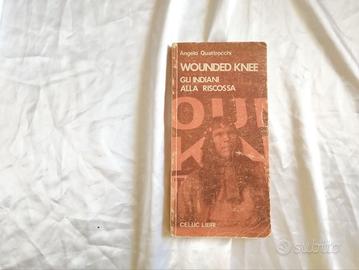 Angelo Quattrocchi
WOUNDED KNEE
GLI INDIANI
ALLA RISCOSSA
CELUC LIBRI
subito